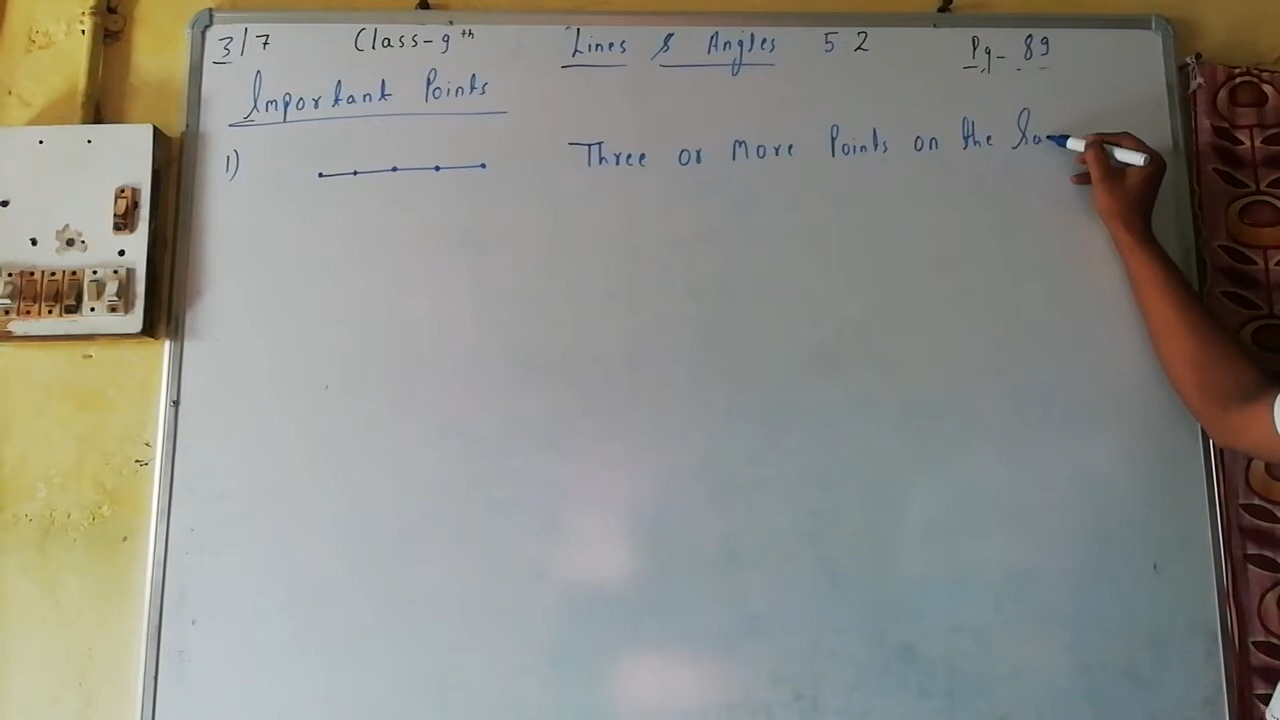 3/7 Class-9th Lines & Angles 5 2 Pg-89
Important Points
1) Three or More Points on the Sa